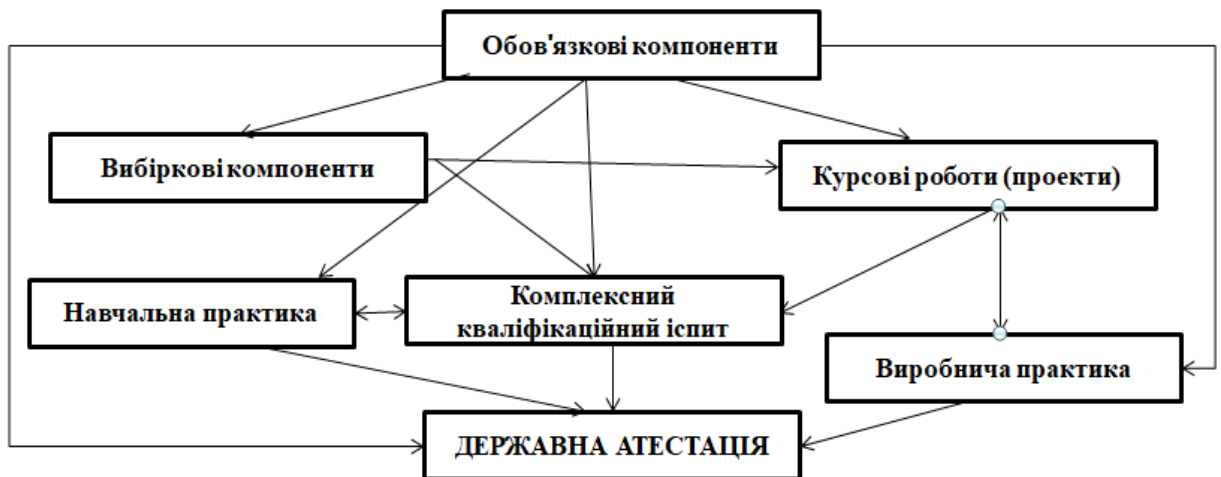 Обов'язкові компоненти
Вибіркові компоненти
Курсові роботи (проекти)
Навчальна практика
Комплексний
кваліфікаційний іспит
Виробнича практика
ДЕРЖАВНА АТЕСТАЦІЯ